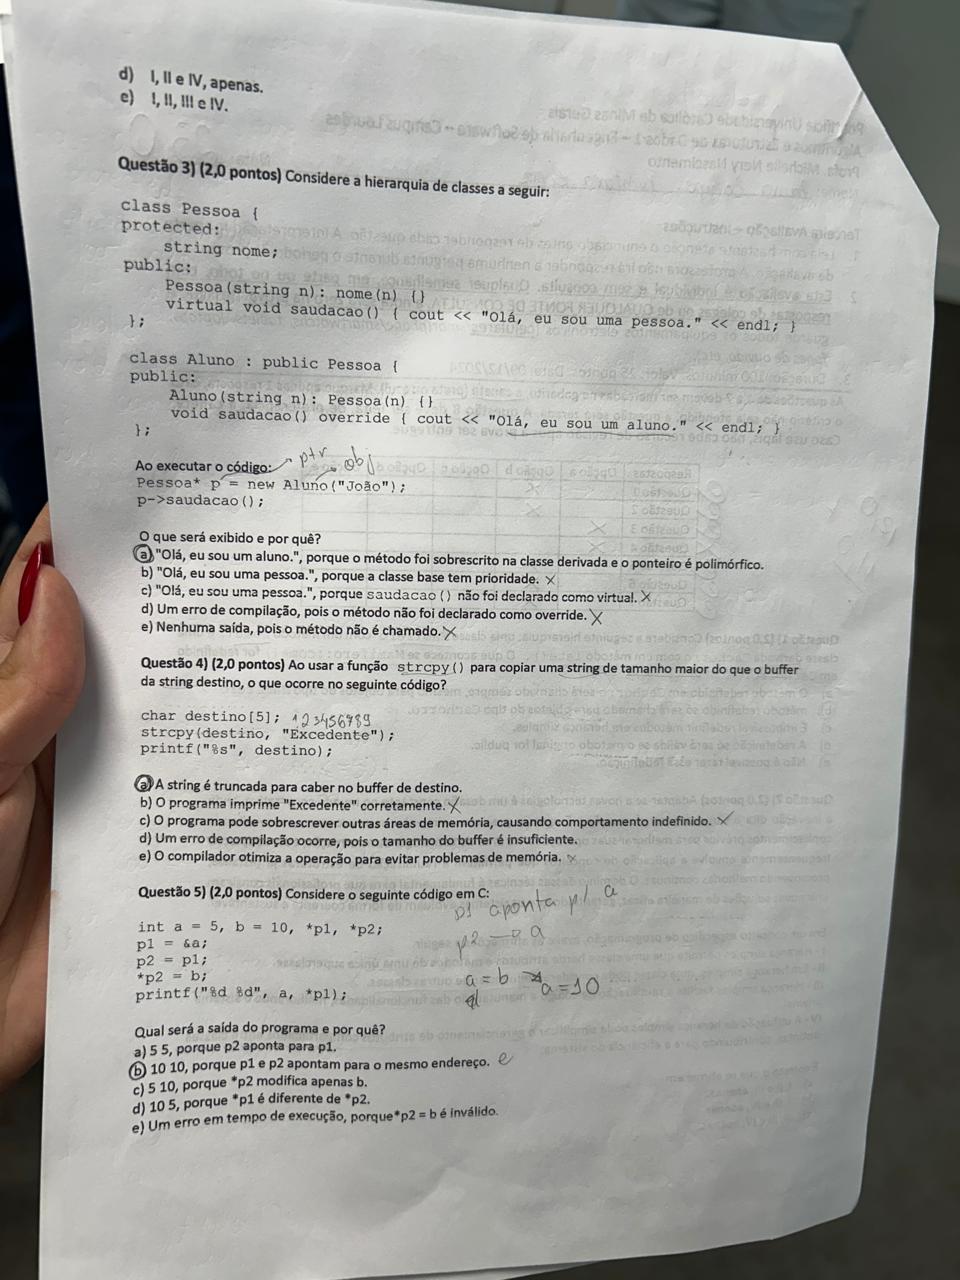 d) I, II e IV, apenas.
e) I, II, III e IV.
Questão 3) (2,0 pontos) Considere a hierarquia de classes a seguir:
class Pessoa {
protected:
string nome;
public:
Pessoa(string n): nome(n) {}
virtual void saudacao() { cout << "Olá, eu sou uma pessoa." << endl; }
};
class Aluno : public Pessoa {
public:
Aluno(string n): Pessoa(n) {}
void saudacao() override { cout << "Olá, eu sou um aluno." << endl; }
};
Ao executar o código: ptr obj
Pessoa* p = new Aluno("João");
p->saudacao();
O que será exibido e por quê?
a) "Olá, eu sou um aluno.", porque o método foi sobrescrito na classe derivada e o ponteiro é polimórfico.
b) "Olá, eu sou uma pessoa.", porque a classe base tem prioridade. X
c) "Olá, eu sou uma pessoa.", porque saudacao() não foi declarado como virtual. X
d) Um erro de compilação, pois o método não foi declarado como override. X
e) Nenhuma saída, pois o método não é chamado. X
Questão 4) (2,0 pontos) Ao usar a função strcpy() para copiar uma string de tamanho maior do que o buffer
da string destino, o que ocorre no seguinte código?
char destino[5]; 123456789
strcpy(destino, "Excedente");
printf("%s", destino);
a) A string é truncada para caber no buffer de destino.
b) O programa imprime "Excedente" corretamente. X
c) O programa pode sobrescrever outras áreas de memória, causando comportamento indefinido. X
d) Um erro de compilação ocorre, pois o tamanho do buffer é insuficiente.
e) O compilador otimiza a operação para evitar problemas de memória. X
Questão 5) (2,0 pontos) Considere o seguinte código em C:
p1 aponta p/ a
int a = 5, b = 10, *p1, *p2;
p1 = &a; p2 → a
p2 = p1;
*p2 = b; a = b → a = 10
printf("%d %d", a, *p1);
Qual será a saída do programa e por quê?
a) 5 5, porque p2 aponta para p1.
b) 10 10, porque p1 e p2 apontam para o mesmo endereço. e
c) 5 10, porque *p2 modifica apenas b.
d) 10 5, porque *p1 é diferente de *p2.
e) Um erro em tempo de execução, porque*p2 = b é inválido.